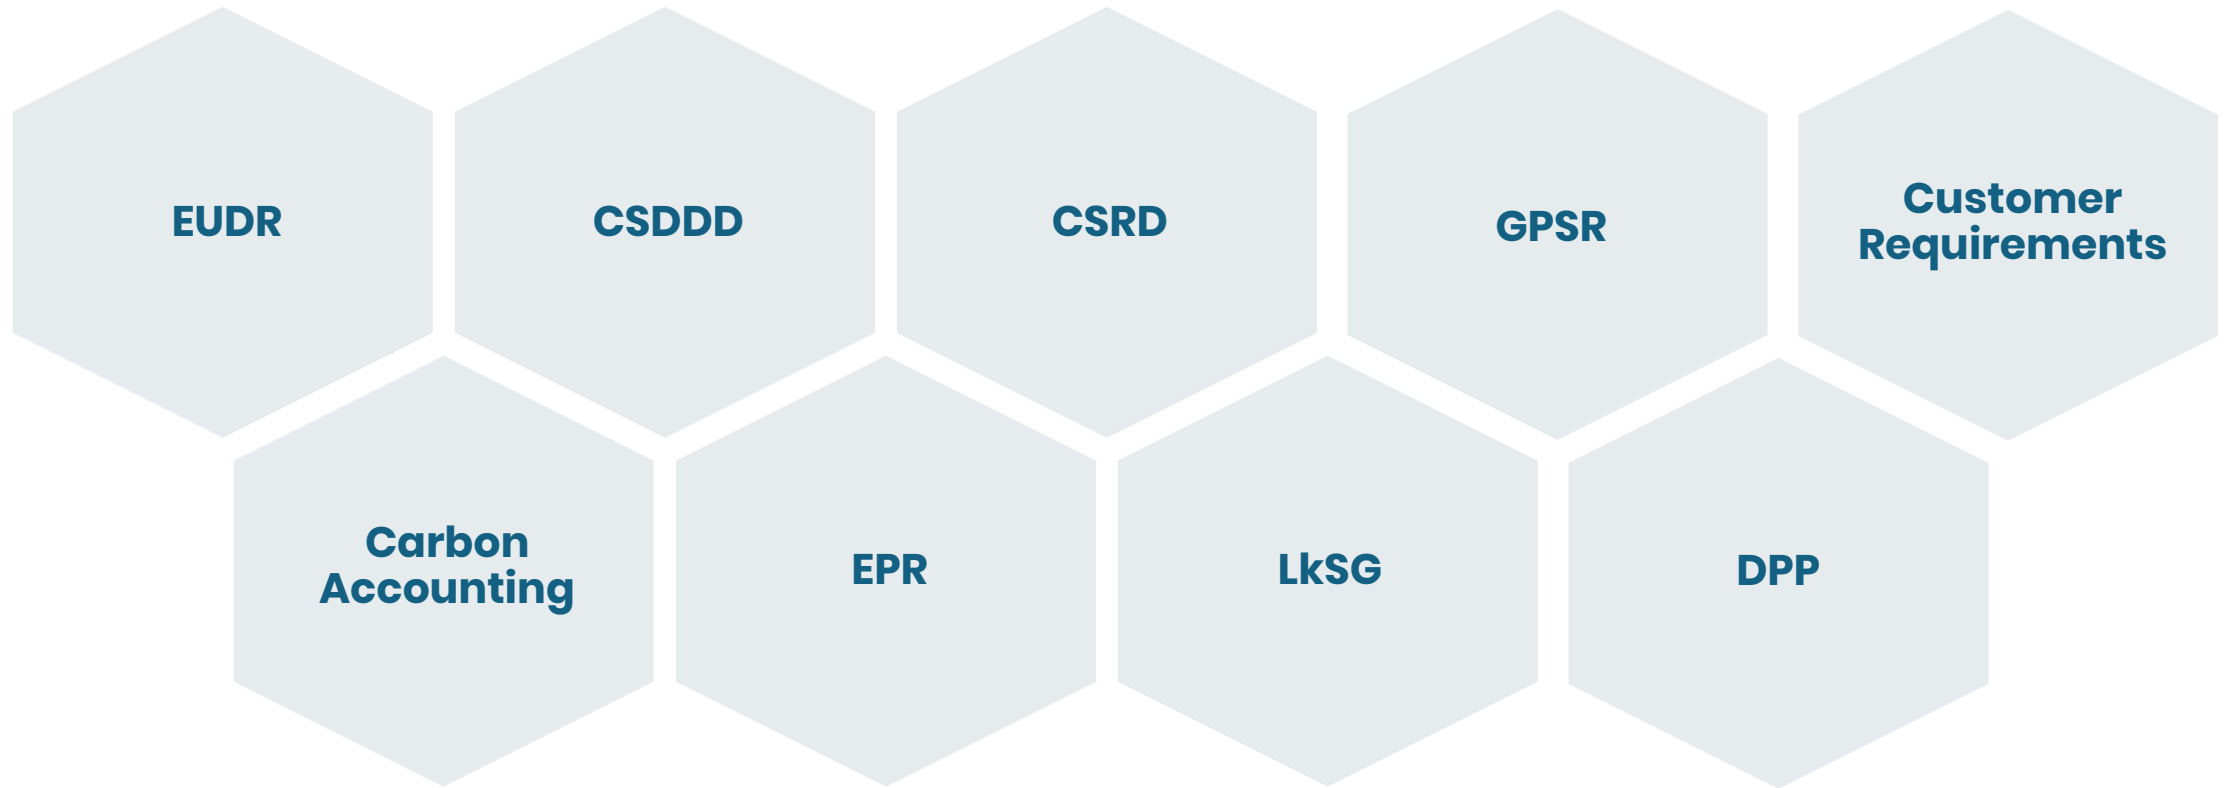 EUDR
CSDDD
CSRD
GPSR
Customer
Requirements
Carbon
Accounting
EPR
LkSG
DPP